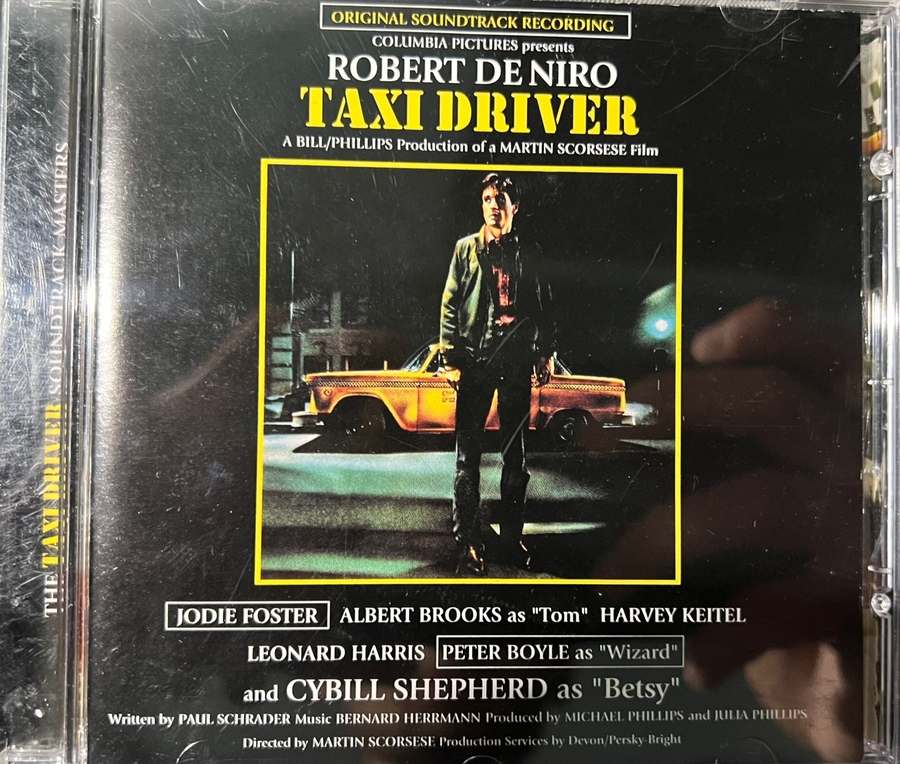 ORIGINAL SOUNDTRACK RECORDING
COLUMBIA PICTURES presents
ROBERT DE NIRO
TAXI DRIVER
A BILL/PHILLIPS Production of a MARTIN SCORSESE Film
JODIE FOSTER ALBERT BROOKS as "Tom" HARVEY KEITEL
LEONARD HARRIS PETER BOYLE as "Wizard"
and CYBILL SHEPHERD as "Betsy"
Written by PAUL SCHRADER Music BERNARD HERRMANN Produced by MICHAEL PHILLIPS and JULIA PHILLIPS
Directed by MARTIN SCORSESE Production Services by Devon/Persky-Bright
THE TAXI DRIVER SOUNDTRACK MASTERS